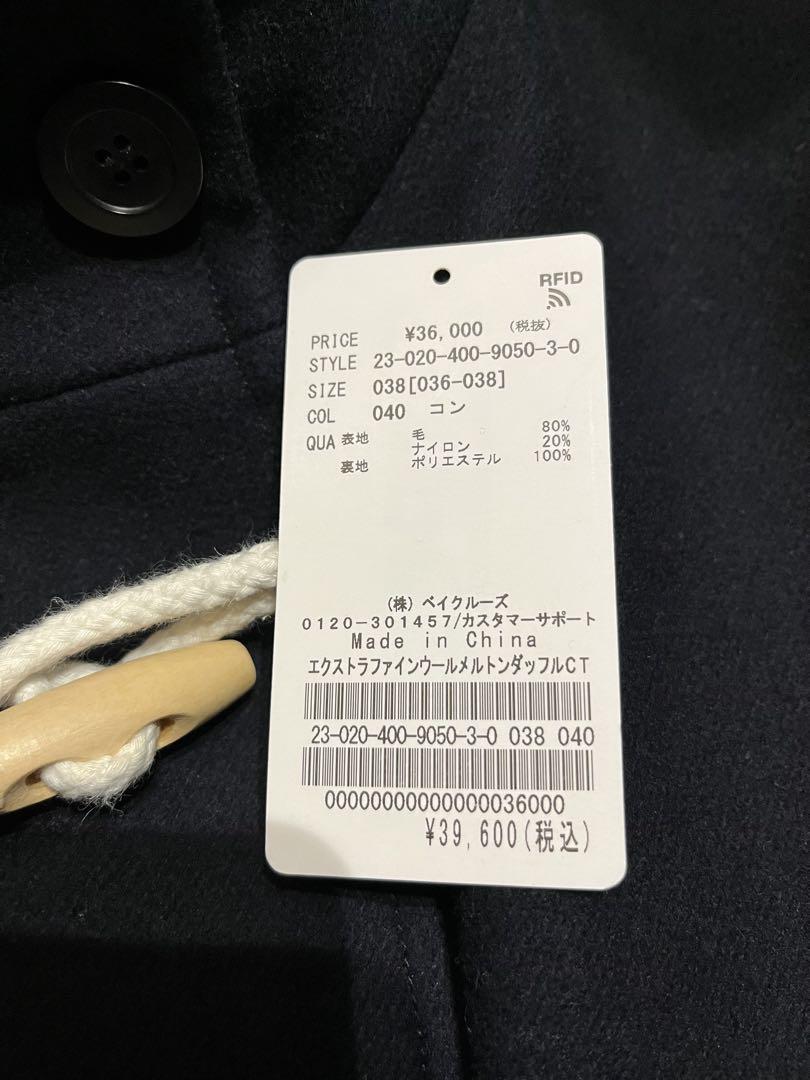 RFID
PRICE ¥36,000 (税抜)
STYLE 23-020-400-9050-3-0
SIZE 038[036-038]
COL 040 コン
QUA 表地 毛 80%
ナイロン 20%
裏地 ポリエステル 100%
(株) ベイクルーズ
0120-301457/カスタマーサポート
Made in China
エクストラファインウールメルトンダッフルCT
23-020-400-9050-3-0 038 040
0000000000000036000
¥39,600(税込)